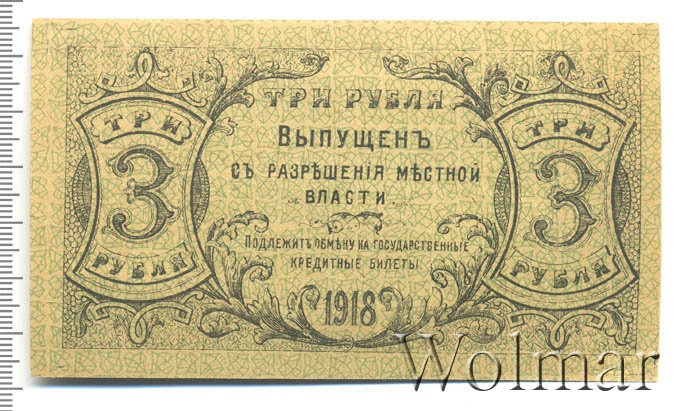 ТРИ РУБЛЯ
ВЫПУЩЕНЪ
СЪ РАЗРѢШЕНІЯ МѢСТНОЙ
ВЛАСТИ.
ПОДЛЕЖИТЪ ОБМѢНУ НА ГОСУДАРСТВЕННЫЕ
КРЕДИТНЫЕ БИЛЕТЫ.
1918
ТРИ
3
РУБЛЯ
ТРИ
3
РУБЛЯ
Wolmar